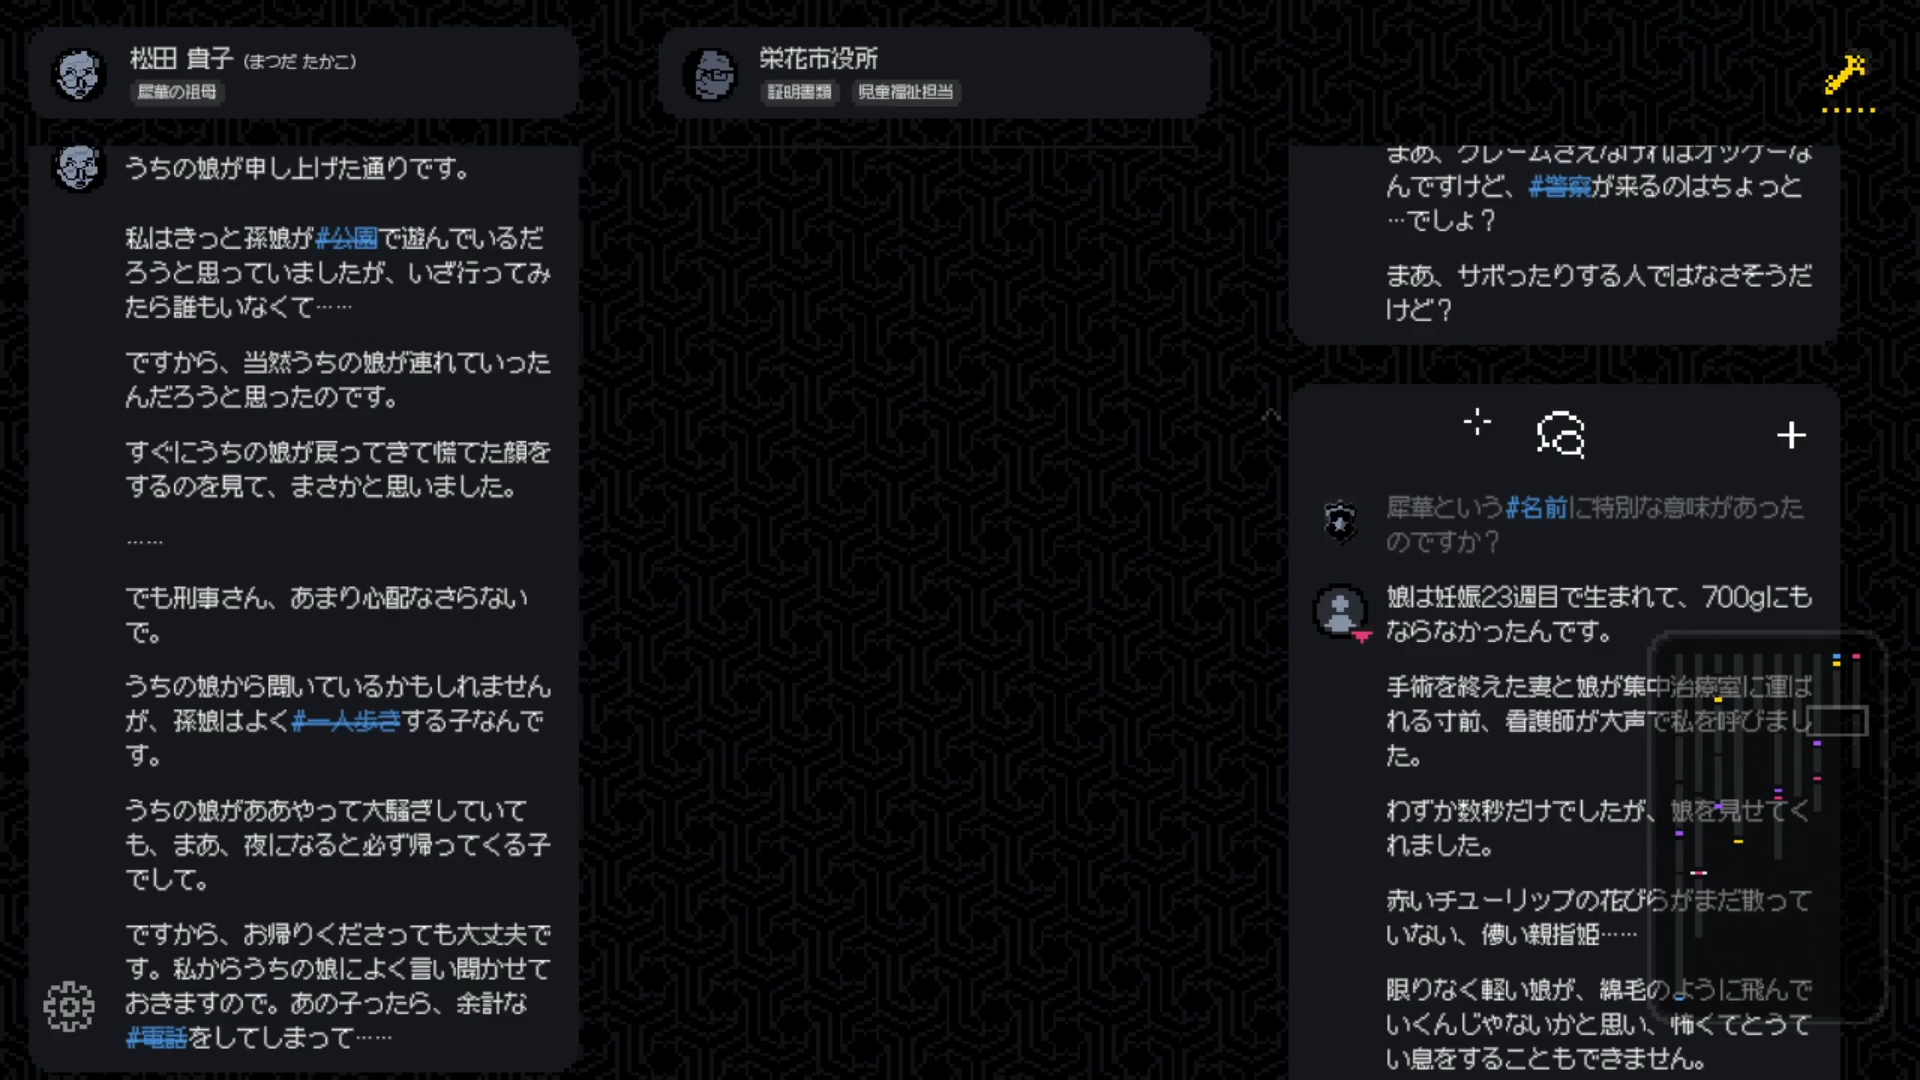 松田 貴子 (まつだ たかこ)
犀華の祖母
うちの娘が申し上げた通りです。
私はきっと孫娘が#公園で遊んでいるだ
ろうと思っていましたが、いざ行ってみ
たら誰もいなくて……
ですから、当然うちの娘が連れていった
んだろうと思ったのです。
すぐにうちの娘が戻ってきて慌てた顔を
するのを見て、まさかと思いました。
……
でも刑事さん、あまり心配なさらない
で。
うちの娘から聞いているかもしれません
が、孫娘はよく#一人歩きする子なんで
す。
うちの娘がああやって大騒ぎしていて
も、まあ、夜になると必ず帰ってくる子
でして。
ですから、お帰りくださっても大丈夫で
す。私からうちの娘によく言い聞かせて
おきますので。あの子ったら、余計な
#電話をしてしまって……
栄花市役所
証明書類 児童福祉担当
まあ、クレームさえなければオッケーな
んですけど、#警察が来るのはちょっと
…でしょ？
まあ、サボったりする人ではなさそうだ
けど？
犀華という#名前に特別な意味があった
のですか？
娘は妊娠23週目で生まれて、700gにも
ならなかったんです。
手術を終えた妻と娘が集中治療室に運ば
れる寸前、看護師が大声で私を呼びまし
た。
わずか数秒だけでしたが、娘を見せてく
れました。
赤いチューリップの花びらがまだ散って
いない、儚い親指姫……
限りなく軽い娘が、綿毛のように飛んで
いくんじゃないかと思い、怖くてとうて
い息をすることもできません。